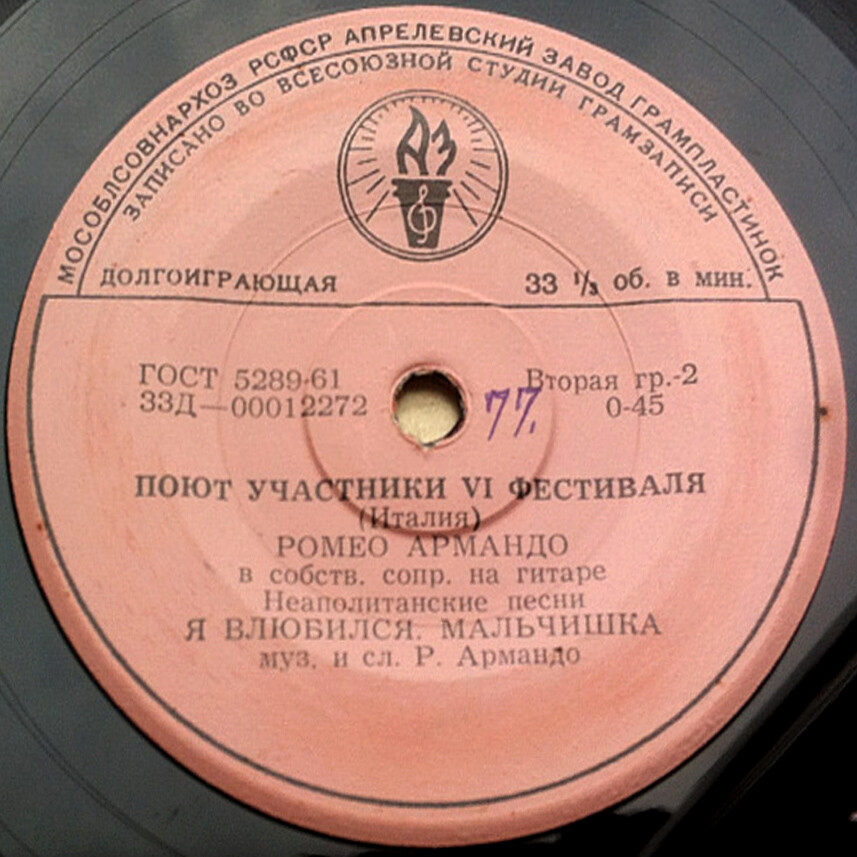 МОСОБЛСОВНАРХОЗ РСФСР АПРЕЛЕВСКИЙ ЗАВОД ГРАМПЛАСТИНОК
ЗАПИСАНО ВО ВСЕСОЮЗНОЙ СТУДИИ ГРАМЗАПИСИ
АЗ
ДОЛГОИГРАЮЩАЯ 33 1/3 об. в мин.
ГОСТ 5289-61 Вторая гр.-2
33Д—00012272 0-45
77.
ПОЮТ УЧАСТНИКИ VI ФЕСТИВАЛЯ
(Италия)
РОМЕО АРМАНДО
в собств. сопр. на гитаре
Неаполитанские песни
Я ВЛЮБИЛСЯ. МАЛЬЧИШКА
муз. и сл. Р. Армандо